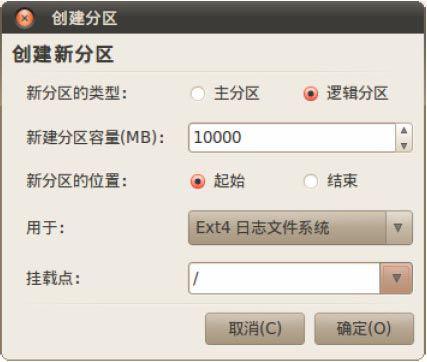 创建分区
创建新分区
新分区的类型: 主分区 逻辑分区
新建分区容量(MB): 10000
新分区的位置: 起始 结束
用于: Ext4 日志文件系统
挂载点: /
取消(C) 确定(O)